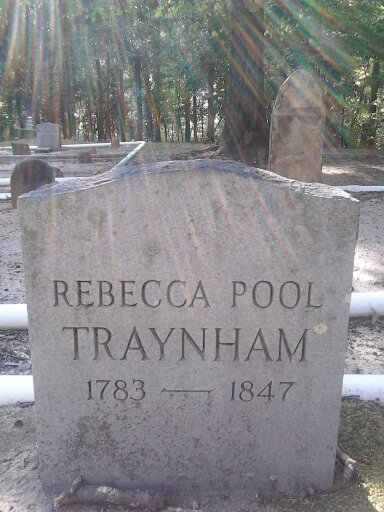 REBECCA POOL
TRAYNHAM
1783 — 1847